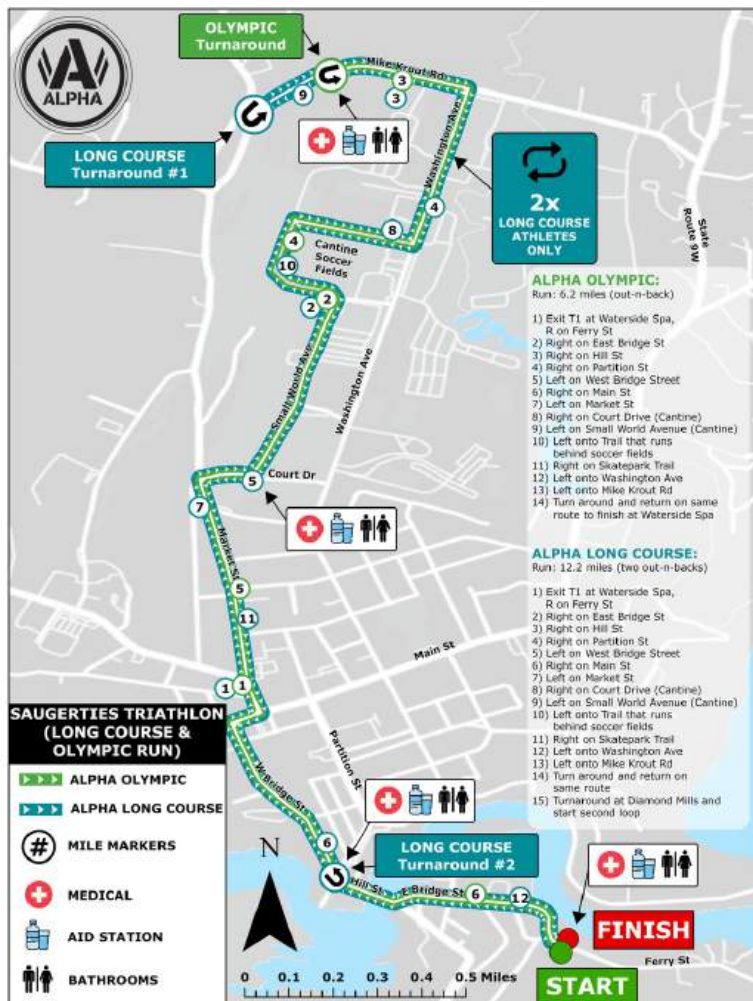 ALPHA
OLYMPIC
Turnaround
Mike Krout Rd
3
3
9
LONG COURSE
Turnaround #1
Washington Ave
2x
LONG COURSE
ATHLETES
ONLY
State
Route 9W
4
8
4
Cantine
Soccer
Fields
10
2
2
Small World Ave
Washington Ave
5
Court Dr
7
Market St
5
11
Main St
1
1
ALPHA OLYMPIC:
Run: 6.2 miles (out-n-back)
1) Exit T1 at Waterside Spa,
R on Ferry St
2) Right on East Bridge St
3) Right on Hill St
4) Right on Partition St
5) Left on West Bridge Street
6) Right on Main St
7) Left on Market St
8) Right on Court Drive (Cantine)
9) Left on Small World Avenue (Cantine)
10) Left onto Trail that runs
behind soccer fields
11) Right on Skatepark Trail
12) Left onto Washington Ave
13) Left onto Mike Krout Rd
14) Turn around and return on same
route to finish at Waterside Spa
ALPHA LONG COURSE:
Run: 12.2 miles (two out-n-backs)
1) Exit T1 at Waterside Spa,
R on Ferry St
2) Right on East Bridge St
3) Right on Hill St
4) Right on Partition St
5) Left on West Bridge Street
6) Right on Main St
7) Left on Market St
8) Right on Court Drive (Cantine)
9) Left on Small World Avenue (Cantine)
10) Left onto Trail that runs
behind soccer fields
11) Right on Skatepark Trail
12) Left onto Washington Ave
13) Left onto Mike Krout Rd
14) Turn around and return on
same route
15) Turnaround at Diamond Mills and
start second loop
SAUGERTIES TRIATHLON
(LONG COURSE &
OLYMPIC RUN)
ALPHA OLYMPIC
ALPHA LONG COURSE
# MILE MARKERS
MEDICAL
AID STATION
BATHROOMS
W Bridge St
Partition St
6
LONG COURSE
Turnaround #2
N
Hill St
E Bridge St
6
12
FINISH
START
Ferry St
0 0.1 0.2 0.3 0.4 0.5 Miles